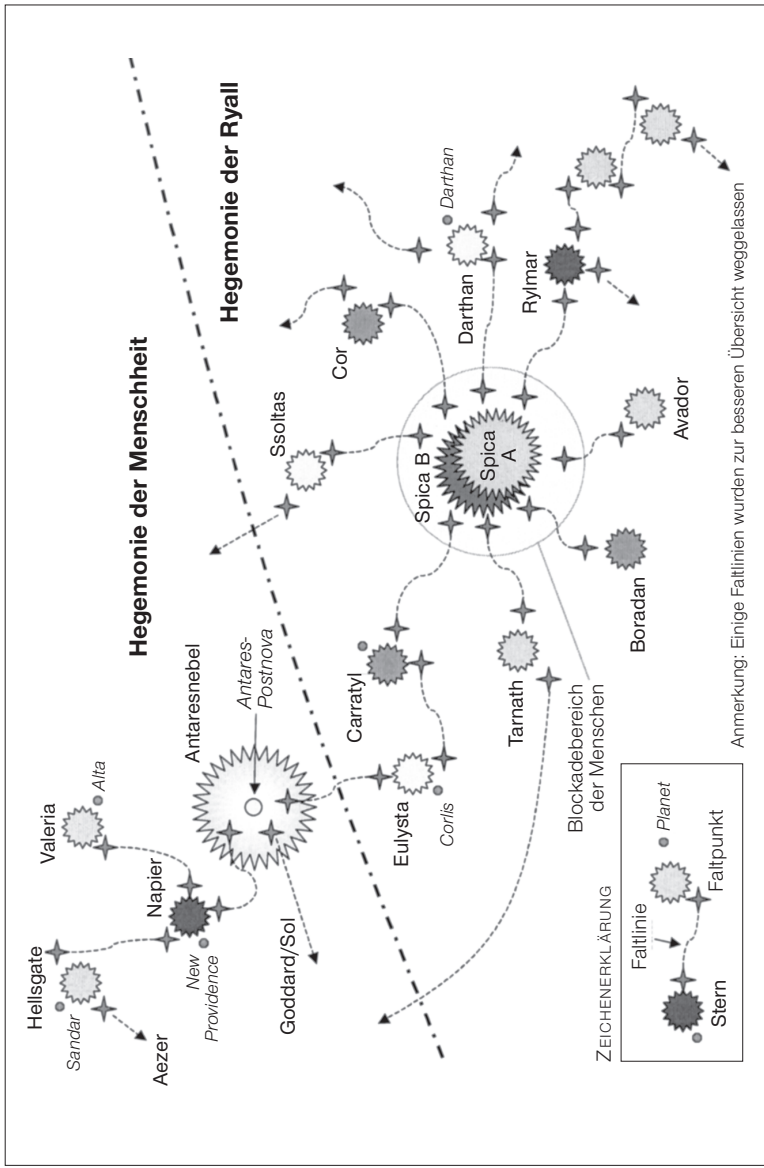 Hegemonie der Menschheit
Hegemonie der Ryall
Hellsgate
Sandar
Aezer
Valeria
Alta
Napier
New
Providence
Goddard/Sol
Antaresnebel
Antares-
Postnova
Eulysta
Corlis
Carratyl
Tarnath
Ssoltas
Cor
Darthan
Darthan
Rylmar
Spica B
Spica
A
Avador
Boradan
Blockadebereich
der Menschen
ZEICHENERKLÄRUNG
Faltlinie
Planet
Stern
Faltpunkt
Anmerkung: Einige Faltlinien wurden zur besseren Übersicht weggelassen